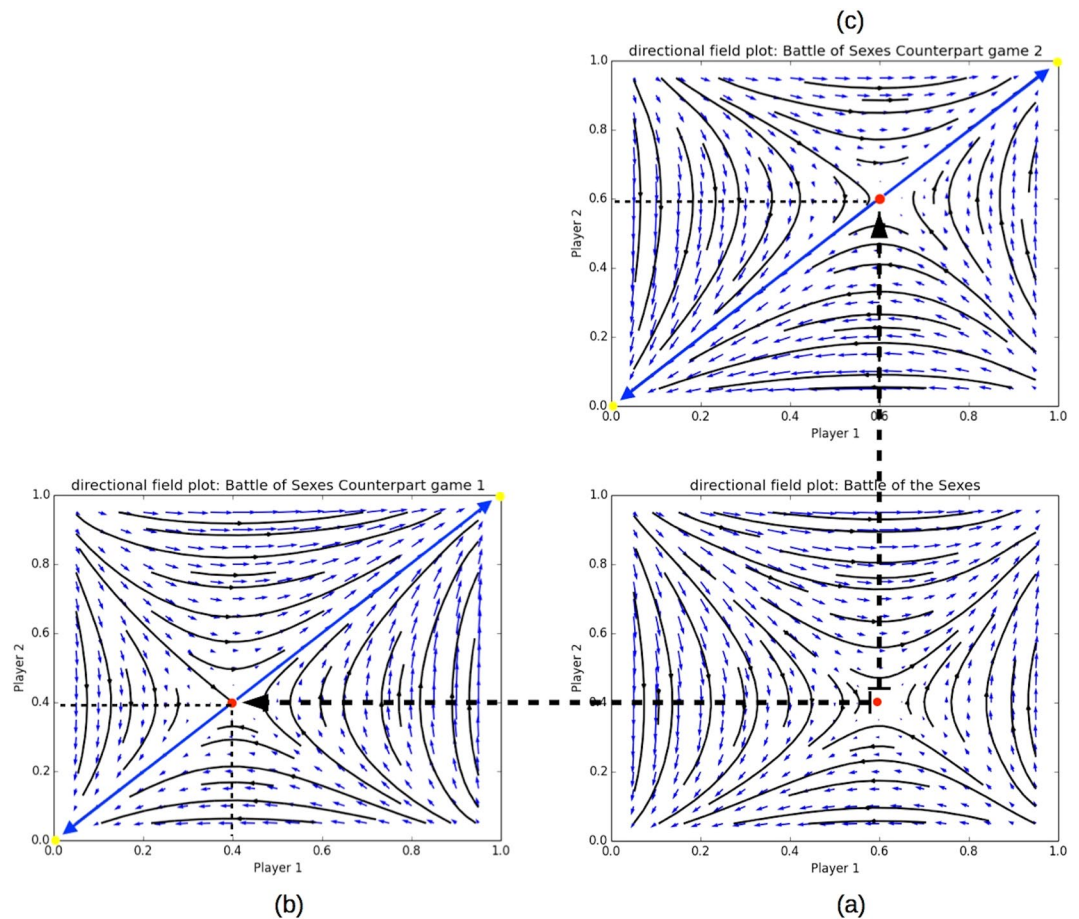 (c)
directional field plot: Battle of Sexes Counterpart game 2
1.0
0.8
0.6
0.4
0.2
0.0
Player 2
0.0 0.2 0.4 0.6 0.8 1.0
Player 1
directional field plot: Battle of Sexes Counterpart game 1
1.0
0.8
0.6
0.4
0.2
0.0
Player 2
0.0 0.2 0.4 0.6 0.8 1.0
Player 1
(b)
directional field plot: Battle of the Sexes
1.0
0.8
0.6
0.4
0.2
0.0
Player 2
0.0 0.2 0.4 0.6 0.8 1.0
Player 1
(a)